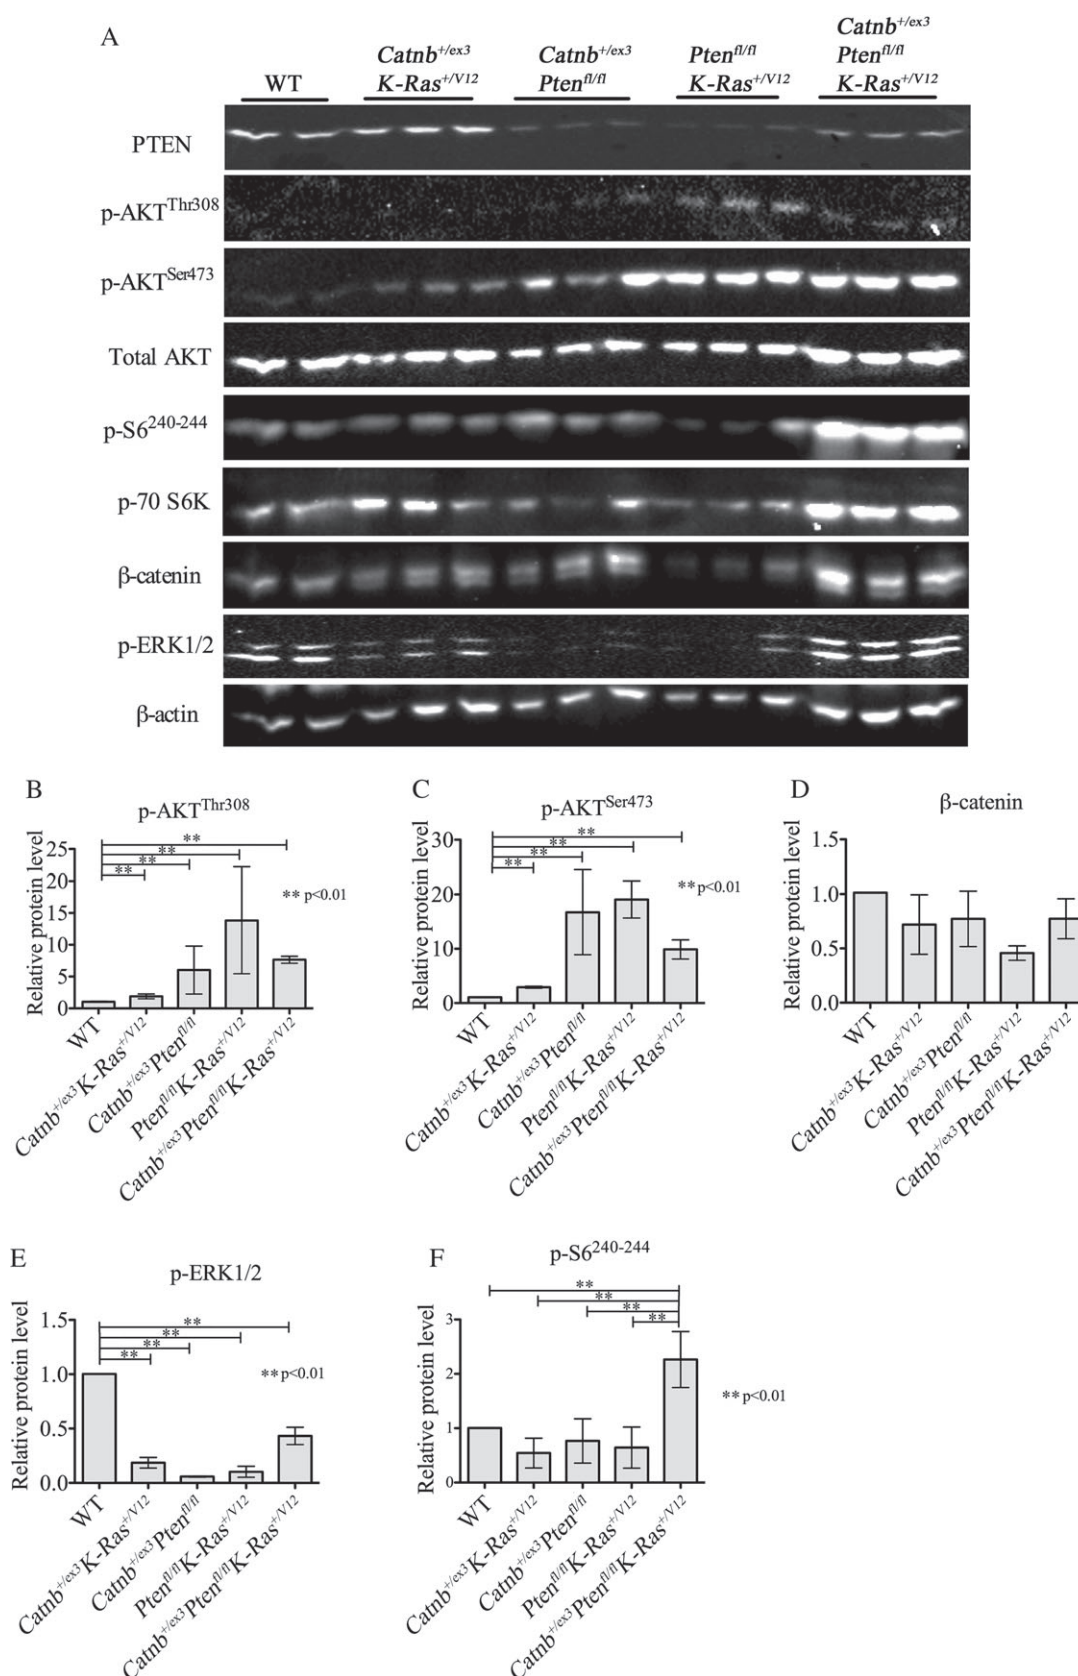 A
WT
Catnb+/ex3
K-Ras+/V12
Catnb+/ex3
Ptenfl/fl
Ptenfl/fl
K-Ras+/V12
Catnb+/ex3
Ptenfl/fl
K-Ras+/V12
PTEN
p-AKTThr308
p-AKTSer473
Total AKT
p-S6240-244
p-70 S6K
β-catenin
p-ERK1/2
β-actin
B
p-AKTThr308
Relative protein level
25
20
15
10
5
0
**
**
**
**
** p<0.01
WT
Catnb+/ex3K-Ras+/V12
Catnb+/ex3Ptenfl/fl
Ptenfl/flK-Ras+/V12
Catnb+/ex3Ptenfl/flK-Ras+/V12
C
p-AKTSer473
Relative protein level
30
20
10
0
**
**
**
**
** p<0.01
WT
Catnb+/ex3K-Ras+/V12
Catnb+/ex3Ptenfl/fl
Ptenfl/flK-Ras+/V12
Catnb+/ex3Ptenfl/flK-Ras+/V12
D
β-catenin
Relative protein level
1.5
1.0
0.5
0.0
WT
Catnb+/ex3K-Ras+/V12
Catnb+/ex3Ptenfl/fl
Ptenfl/flK-Ras+/V12
Catnb+/ex3Ptenfl/flK-Ras+/V12
E
p-ERK1/2
Relative protein level
1.5
1.0
0.5
0.0
**
**
**
**
** p<0.01
WT
Catnb+/ex3K-Ras+/V12
Catnb+/ex3Ptenfl/fl
Ptenfl/flK-Ras+/V12
Catnb+/ex3Ptenfl/flK-Ras+/V12
F
p-S6240-244
Relative protein level
3
2
1
0
**
**
**
**
** p<0.01
WT
Catnb+/ex3K-Ras+/V12
Catnb+/ex3Ptenfl/fl
Ptenfl/flK-Ras+/V12
Catnb+/ex3Ptenfl/flK-Ras+/V12